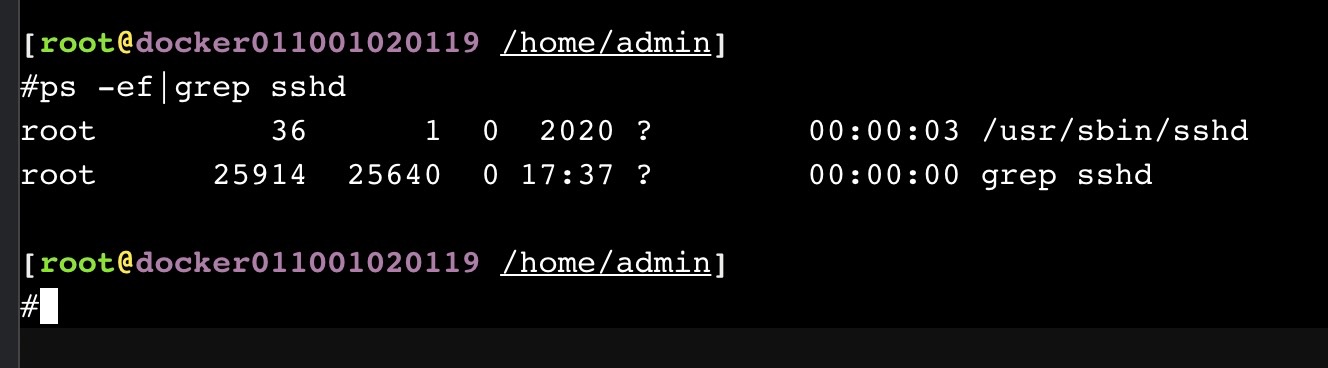 [root@docker011001020119 /home/admin]
#ps -ef|grep sshd
root         36      1  0  2020 ?        00:00:03 /usr/sbin/sshd
root      25914  25640  0 17:37 ?        00:00:00 grep sshd
[root@docker011001020119 /home/admin]
#